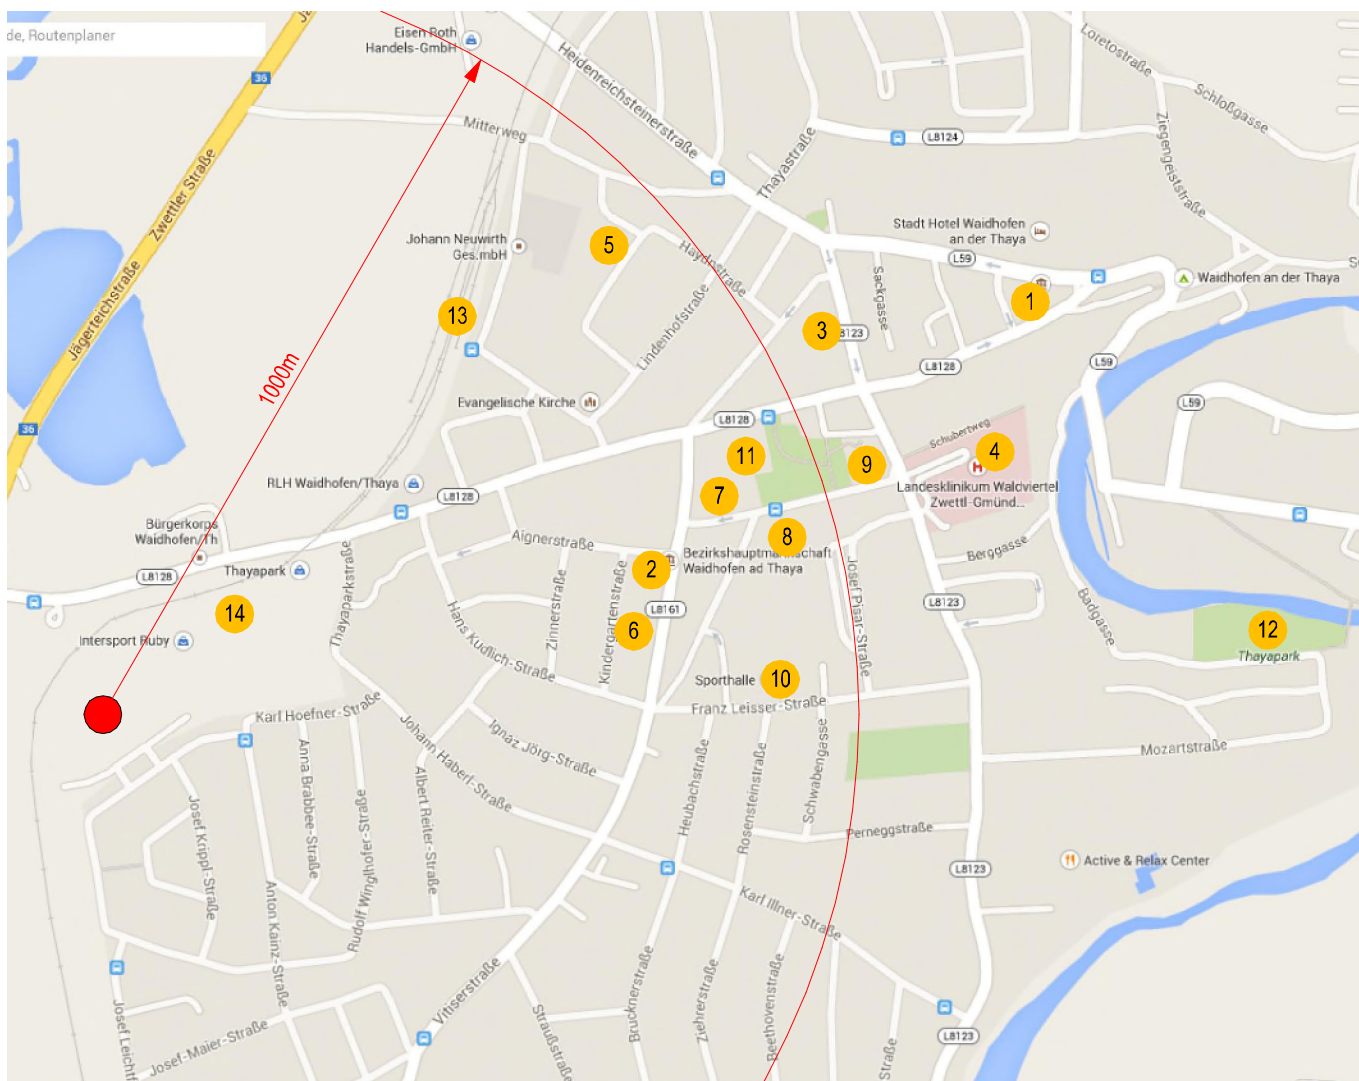 de, Routenplaner
Eisen Roth
Handels-GmbH
36
Heidenreichsteinerstraße
Loretostraße
Schloßgasse
Ziegengeiststraße
L8124
Mitterweg
Thayastraße
Zwettler Straße
Jägerteichstraße
Johann Neuwirth
Ges.mbH
5
Haydnstraße
Stadt Hotel Waidhofen
an der Thaya
L59
Sackgasse
Waidhofen an der Thaya
1
13
3
8123
Lindenhofstraße
1000m
L8128
L59
Evangelische Kirche
L8128
L59
36
Schubertweg
11
9
4
RLH Waidhofen/Thaya
L8128
7
Landesklinikum Waldviertel
Zwettl-Gmünd...
Bürgerkorps
Waidhofen/Th
Aignerstraße
8
Berggasse
Thayapark
L8128
2
Bezirkshauptmannschaft
Waidhofen ad Thaya
Thayaparkstraße
Hans Kudlich-Straße
Zinnerstraße
Kindergartenstraße
L8161
Josef Pisar-Straße
L8123
Badgasse
14
6
12
Intersport Ruby
Thayapark
Sporthalle
10
Franz Leisser-Straße
Karl Hoefner-Straße
Johann Haberl-Straße
Ignaz Jörg-Straße
Mozartstraße
Anna Brabbee-Straße
Albert Reiter-Straße
Heubachstraße
Rosensteinstraße
Schwabengasse
Josef Krippl-Straße
Rudolf Winglhofer-Straße
Perneggstraße
Active & Relax Center
L8123
Anton Kainz-Straße
Karl Illner-Straße
Vitiserstraße
Josef Leichtf
Josef-Maier-Straße
Straußstraße
Brucknerstraße
Ziehrerstraße
Beethovenstraße
Straße
L8123